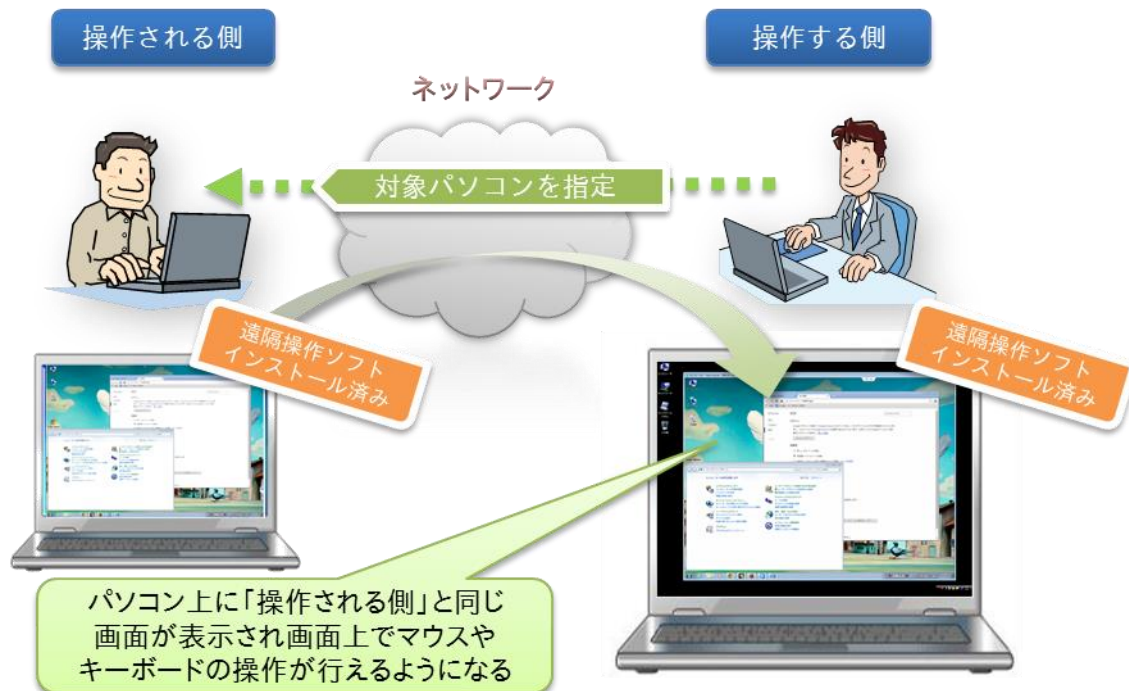 操作される側
操作する側
ネットワーク
対象パソコンを指定
遠隔操作ソフト
インストール済み
遠隔操作ソフト
インストール済み
パソコン上に「操作される側」と同じ
画面が表示され画面上でマウスや
キーボードの操作が行えるようになる